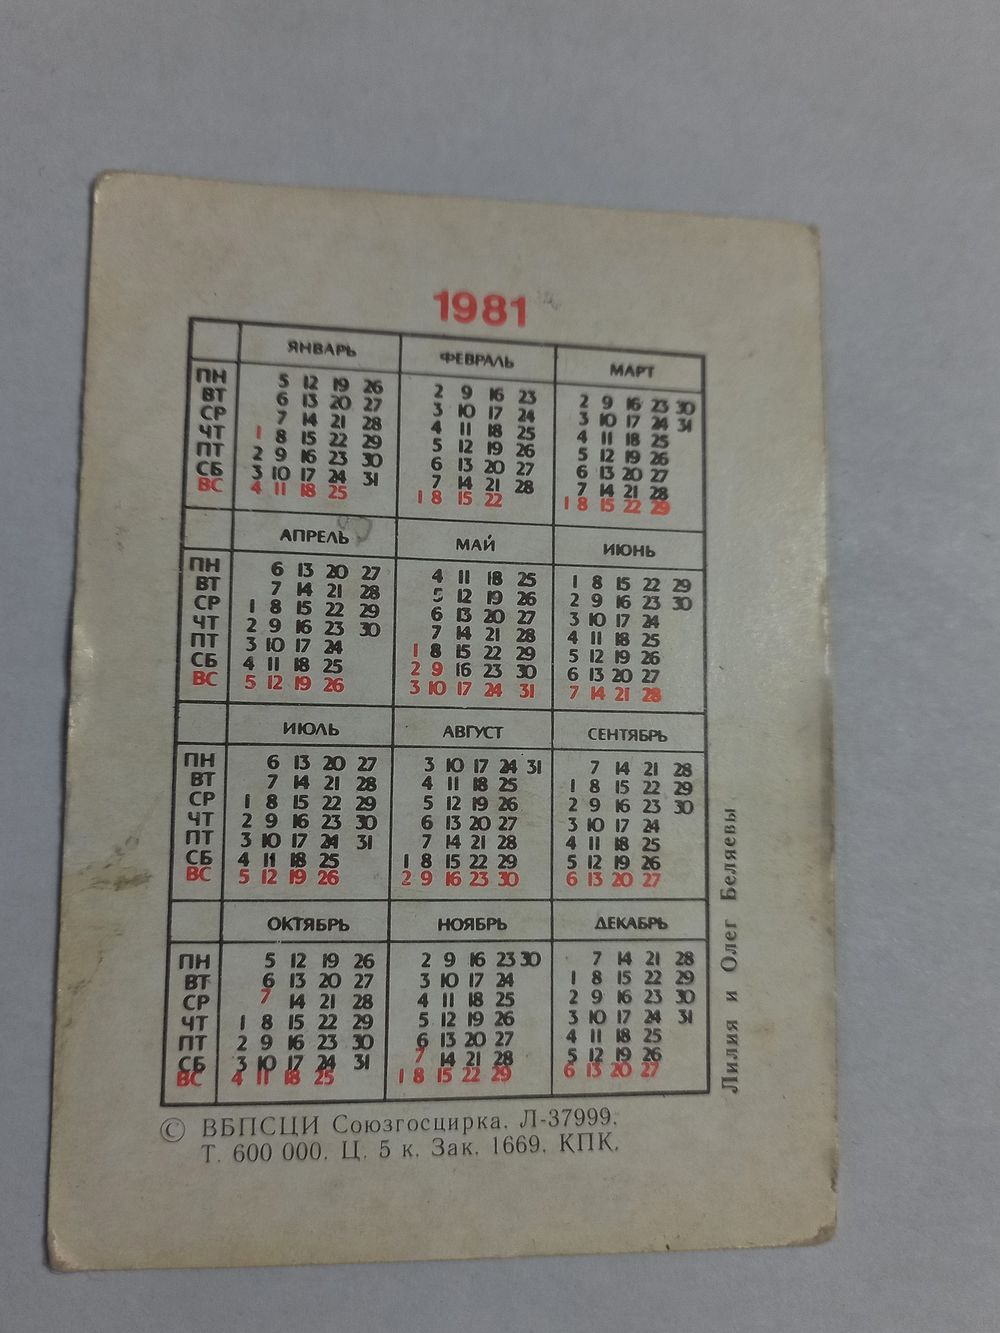 1981
ЯНВАРЬ ФЕВРАЛЬ МАРТ
ПН 5 12 19 26 2 9 16 23 2 9 16 23 30
ВТ 6 13 20 27 3 10 17 24 3 10 17 24 31
СР 7 14 21 28 4 11 18 25 4 11 18 25
ЧТ 1 8 15 22 29 5 12 19 26 5 12 19 26
ПТ 2 9 16 23 30 6 13 20 27 6 13 20 27
СБ 3 10 17 24 31 7 14 21 28 7 14 21 28
ВС 4 11 18 25 1 8 15 22 1 8 15 22 29
АПРЕЛЬ МАЙ ИЮНЬ
ПН 6 13 20 27 4 11 18 25 1 8 15 22 29
ВТ 7 14 21 28 5 12 19 26 2 9 16 23 30
СР 1 8 15 22 29 6 13 20 27 3 10 17 24
ЧТ 2 9 16 23 30 7 14 21 28 4 11 18 25
ПТ 3 10 17 24 1 8 15 22 29 5 12 19 26
СБ 4 11 18 25 2 9 16 23 30 6 13 20 27
ВС 5 12 19 26 3 10 17 24 31 7 14 21 28
ИЮЛЬ АВГУСТ СЕНТЯБРЬ
ПН 6 13 20 27 3 10 17 24 31 7 14 21 28
ВТ 7 14 21 28 4 11 18 25 1 8 15 22 29
СР 1 8 15 22 29 5 12 19 26 2 9 16 23 30
ЧТ 2 9 16 23 30 6 13 20 27 3 10 17 24
ПТ 3 10 17 24 31 7 14 21 28 4 11 18 25
СБ 4 11 18 25 1 8 15 22 29 5 12 19 26
ВС 5 12 19 26 2 9 16 23 30 6 13 20 27
ОКТЯБРЬ НОЯБРЬ ДЕКАБРЬ
ПН 5 12 19 26 2 9 16 23 30 7 14 21 28
ВТ 6 13 20 27 3 10 17 24 1 8 15 22 29
СР 7 14 21 28 4 11 18 25 2 9 16 23 30
ЧТ 1 8 15 22 29 5 12 19 26 3 10 17 24 31
ПТ 2 9 16 23 30 6 13 20 27 4 11 18 25
СБ 3 10 17 24 31 7 14 21 28 5 12 19 26
ВС 4 11 18 25 1 8 15 22 29 6 13 20 27
Лилия и Олег Беляевы
© ВБПСЦИ Союзгосцирка. Л-37999.
Т. 600 000. Ц. 5 к. Зак. 1669. КПК.